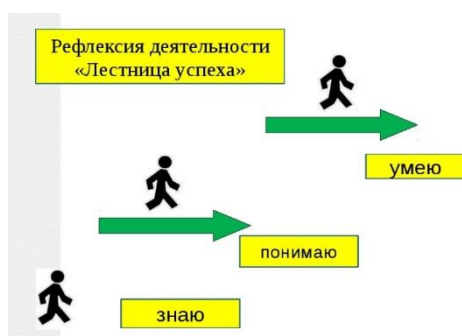 Рефлексия деятельности
«Лестница успеха»
умею
понимаю
знаю